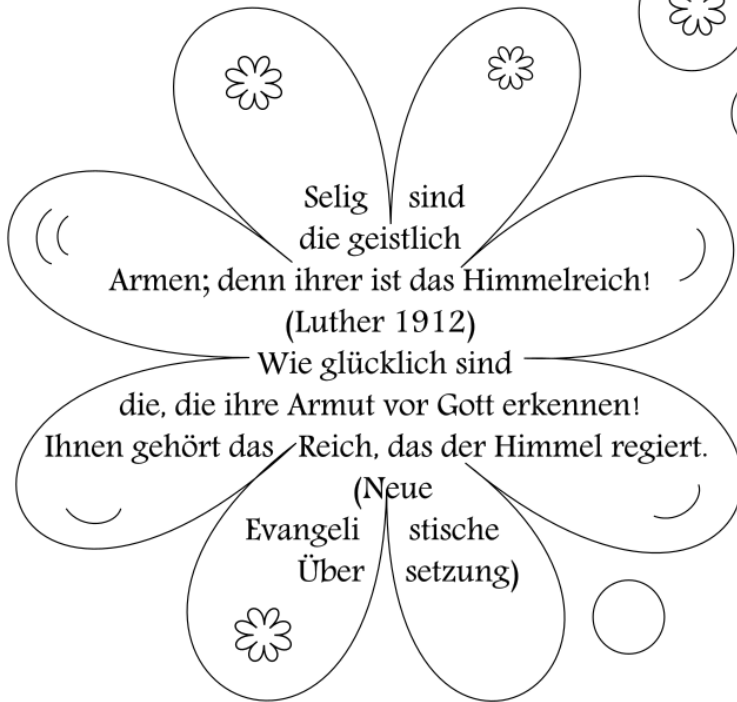 Selig sind
die geistlich
Armen; denn ihrer ist das Himmelreich!
(Luther 1912)
Wie glücklich sind
die, die ihre Armut vor Gott erkennen!
Ihnen gehört das Reich, das der Himmel regiert.
(Neue
Evangeli stische
Über setzung)